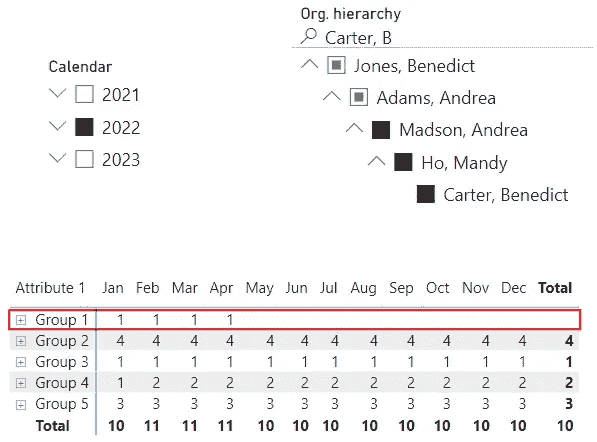 Org. hierarchy
Carter, B
Jones, Benedict
Adams, Andrea
Madson, Andrea
Ho, Mandy
Carter, Benedict
Calendar
2021
2022
2023
Attribute 1 Jan Feb Mar Apr May Jun Jul Aug Sep Oct Nov Dec Total
Group 1 1 1 1 1
Group 2 4 4 4 4 4 4 4 4 4 4 4 4 4
Group 3 1 1 1 1 1 1 1 1 1 1 1 1 1
Group 4 1 2 2 2 2 2 2 2 2 2 2 2 2
Group 5 3 3 3 3 3 3 3 3 3 3 3 3 3
Total 10 11 11 11 10 10 10 10 10 10 10 10 10